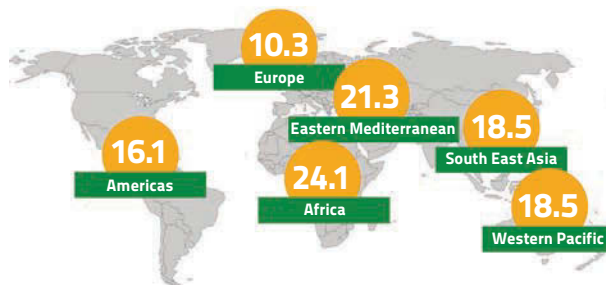 10.3
Europe
21.3
Eastern Mediterranean
18.5
South East Asia
16.1
Americas
24.1
Africa
18.5
Western Pacific